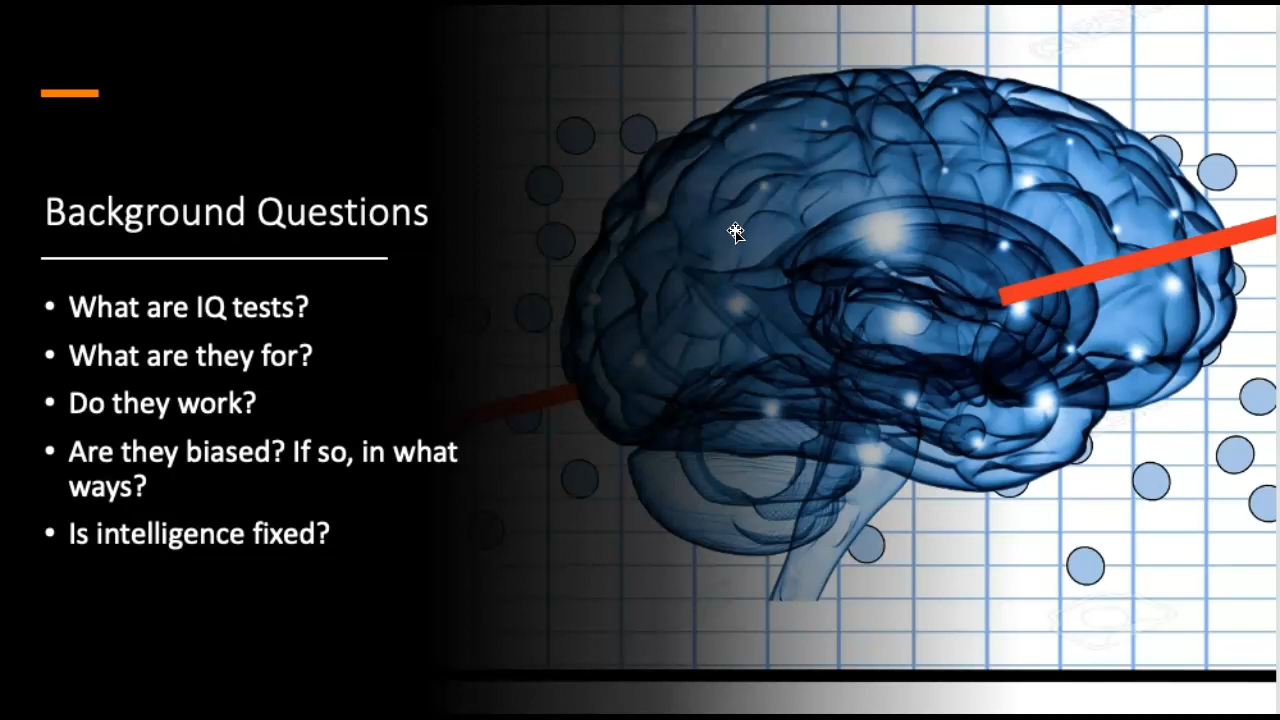 Background Questions
• What are IQ tests?
• What are they for?
• Do they work?
• Are they biased? If so, in what
ways?
• Is intelligence fixed?